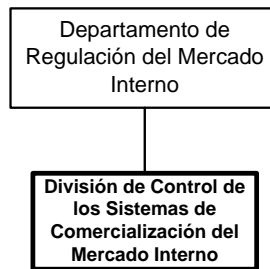 Departamento de
Regulación del Mercado
Interno
División de Control de
los Sistemas de
Comercialización del
Mercado Interno